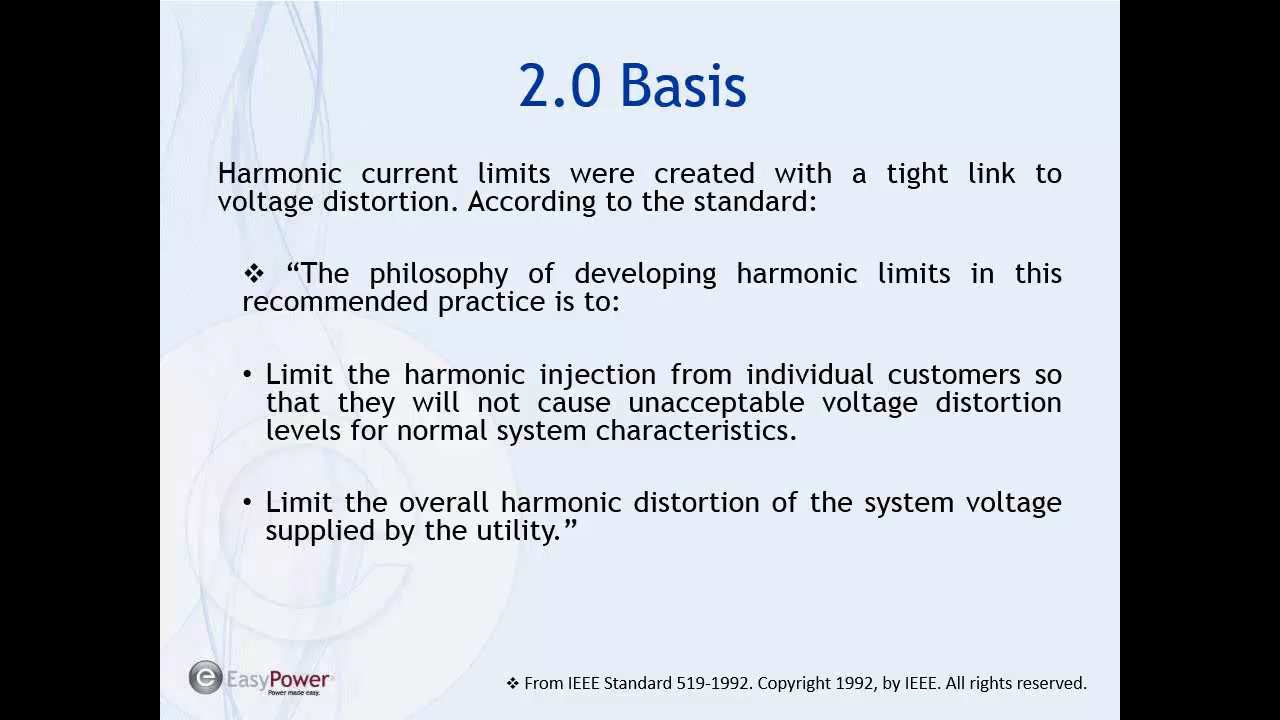 2.0 Basis
Harmonic current limits were created with a tight link to
voltage distortion. According to the standard:
❖ “The philosophy of developing harmonic limits in this
recommended practice is to:
• Limit the harmonic injection from individual customers so
that they will not cause unacceptable voltage distortion
levels for normal system characteristics.
• Limit the overall harmonic distortion of the system voltage
supplied by the utility.”
e EasyPower
Power made easy.
❖ From IEEE Standard 519-1992. Copyright 1992, by IEEE. All rights reserved.